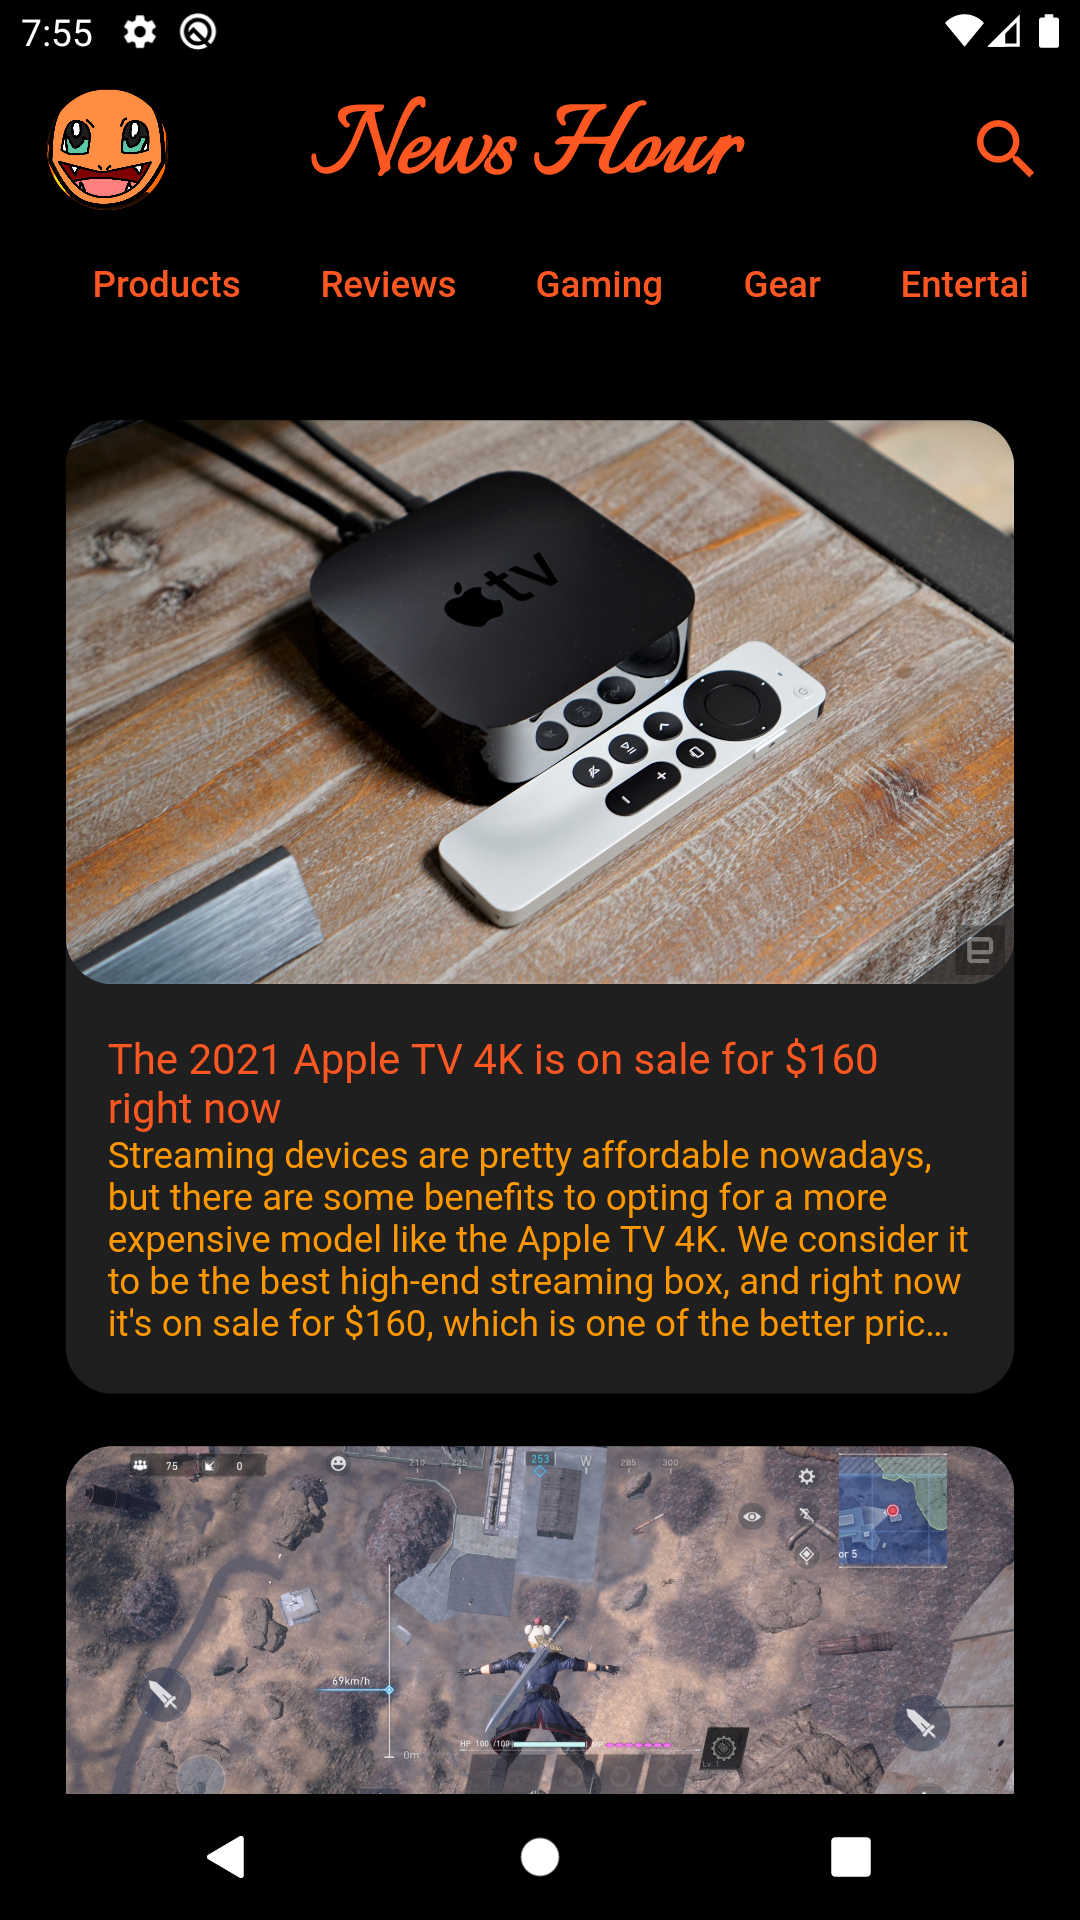 7:55
News Hour
Products Reviews Gaming Gear Entertai
tv
The 2021 Apple TV 4K is on sale for $160
right now
Streaming devices are pretty affordable nowadays,
but there are some benefits to opting for a more
expensive model like the Apple TV 4K. We consider it
to be the best high-end streaming box, and right now
it's on sale for $160, which is one of the better pric...
75 0 210 225 253 W 285 300
or 5
69km/h
HP 100 /100
0m
Lv. 1